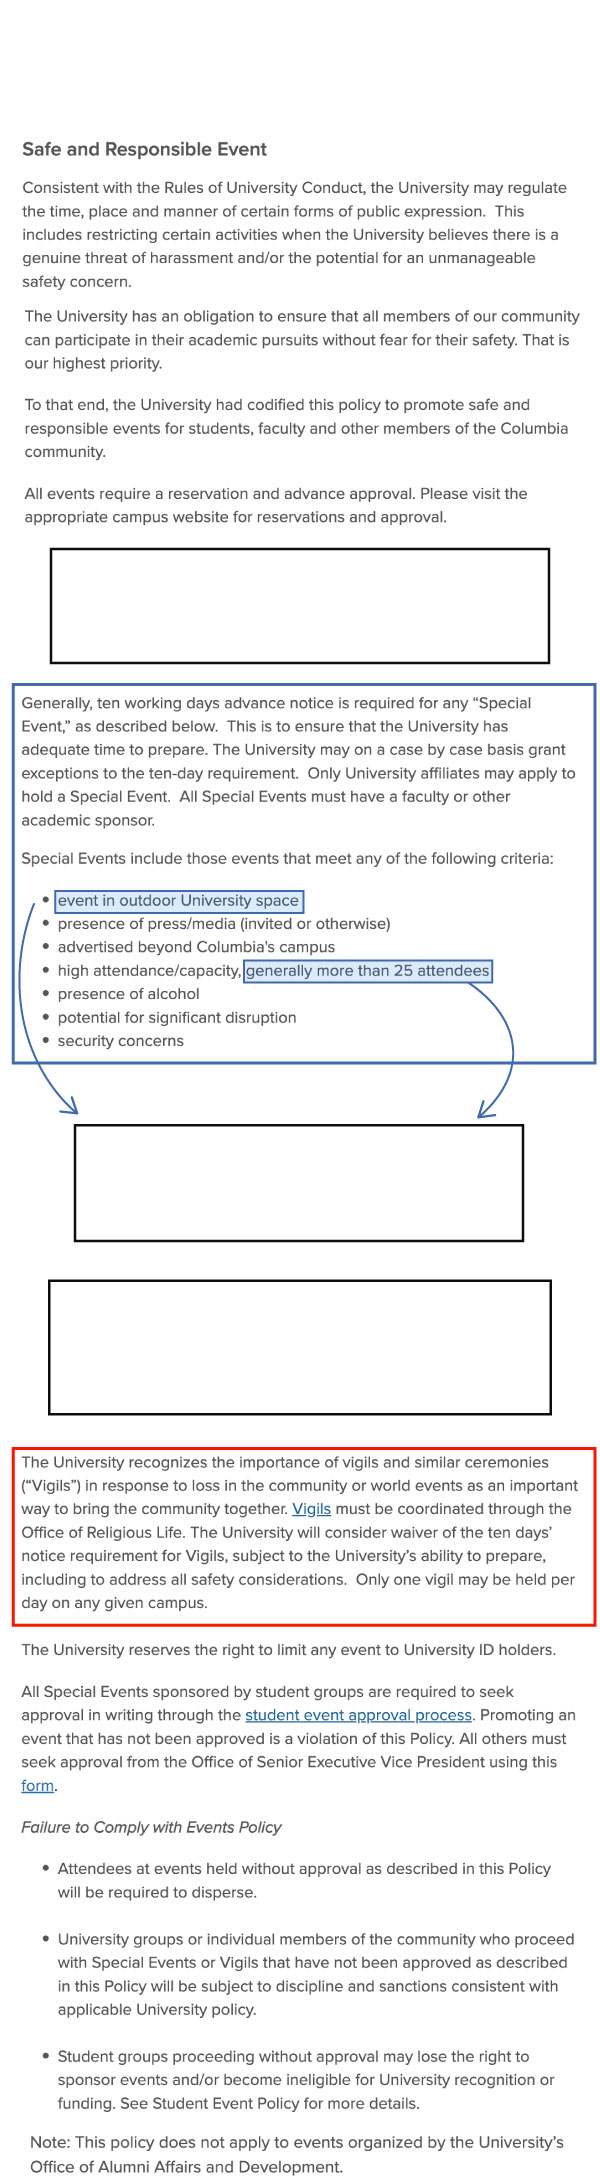 Safe and Responsible Event
Consistent with the Rules of University Conduct, the University may regulate
the time, place and manner of certain forms of public expression.  This
includes restricting certain activities when the University believes there is a
genuine threat of harassment and/or the potential for an unmanageable
safety concern.
The University has an obligation to ensure that all members of our community
can participate in their academic pursuits without fear for their safety. That is
our highest priority.
To that end, the University had codified this policy to promote safe and
responsible events for students, faculty and other members of the Columbia
community.
All events require a reservation and advance approval. Please visit the
appropriate campus website for reservations and approval.
Generally, ten working days advance notice is required for any “Special
Event,” as described below.  This is to ensure that the University has
adequate time to prepare. The University may on a case by case basis grant
exceptions to the ten-day requirement.  Only University affiliates may apply to
hold a Special Event.  All Special Events must have a faculty or other
academic sponsor.
Special Events include those events that meet any of the following criteria:
• event in outdoor University space
• presence of press/media (invited or otherwise)
• advertised beyond Columbia's campus
• high attendance/capacity, generally more than 25 attendees
• presence of alcohol
• potential for significant disruption
• security concerns
The University recognizes the importance of vigils and similar ceremonies
(“Vigils”) in response to loss in the community or world events as an important
way to bring the community together. Vigils must be coordinated through the
Office of Religious Life. The University will consider waiver of the ten days’
notice requirement for Vigils, subject to the University’s ability to prepare,
including to address all safety considerations.  Only one vigil may be held per
day on any given campus.
The University reserves the right to limit any event to University ID holders.
All Special Events sponsored by student groups are required to seek
approval in writing through the student event approval process. Promoting an
event that has not been approved is a violation of this Policy. All others must
seek approval from the Office of Senior Executive Vice President using this
form.
Failure to Comply with Events Policy
• Attendees at events held without approval as described in this Policy
will be required to disperse.
• University groups or individual members of the community who proceed
with Special Events or Vigils that have not been approved as described
in this Policy will be subject to discipline and sanctions consistent with
applicable University policy.
• Student groups proceeding without approval may lose the right to
sponsor events and/or become ineligible for University recognition or
funding. See Student Event Policy for more details.
Note: This policy does not apply to events organized by the University’s
Office of Alumni Affairs and Development.